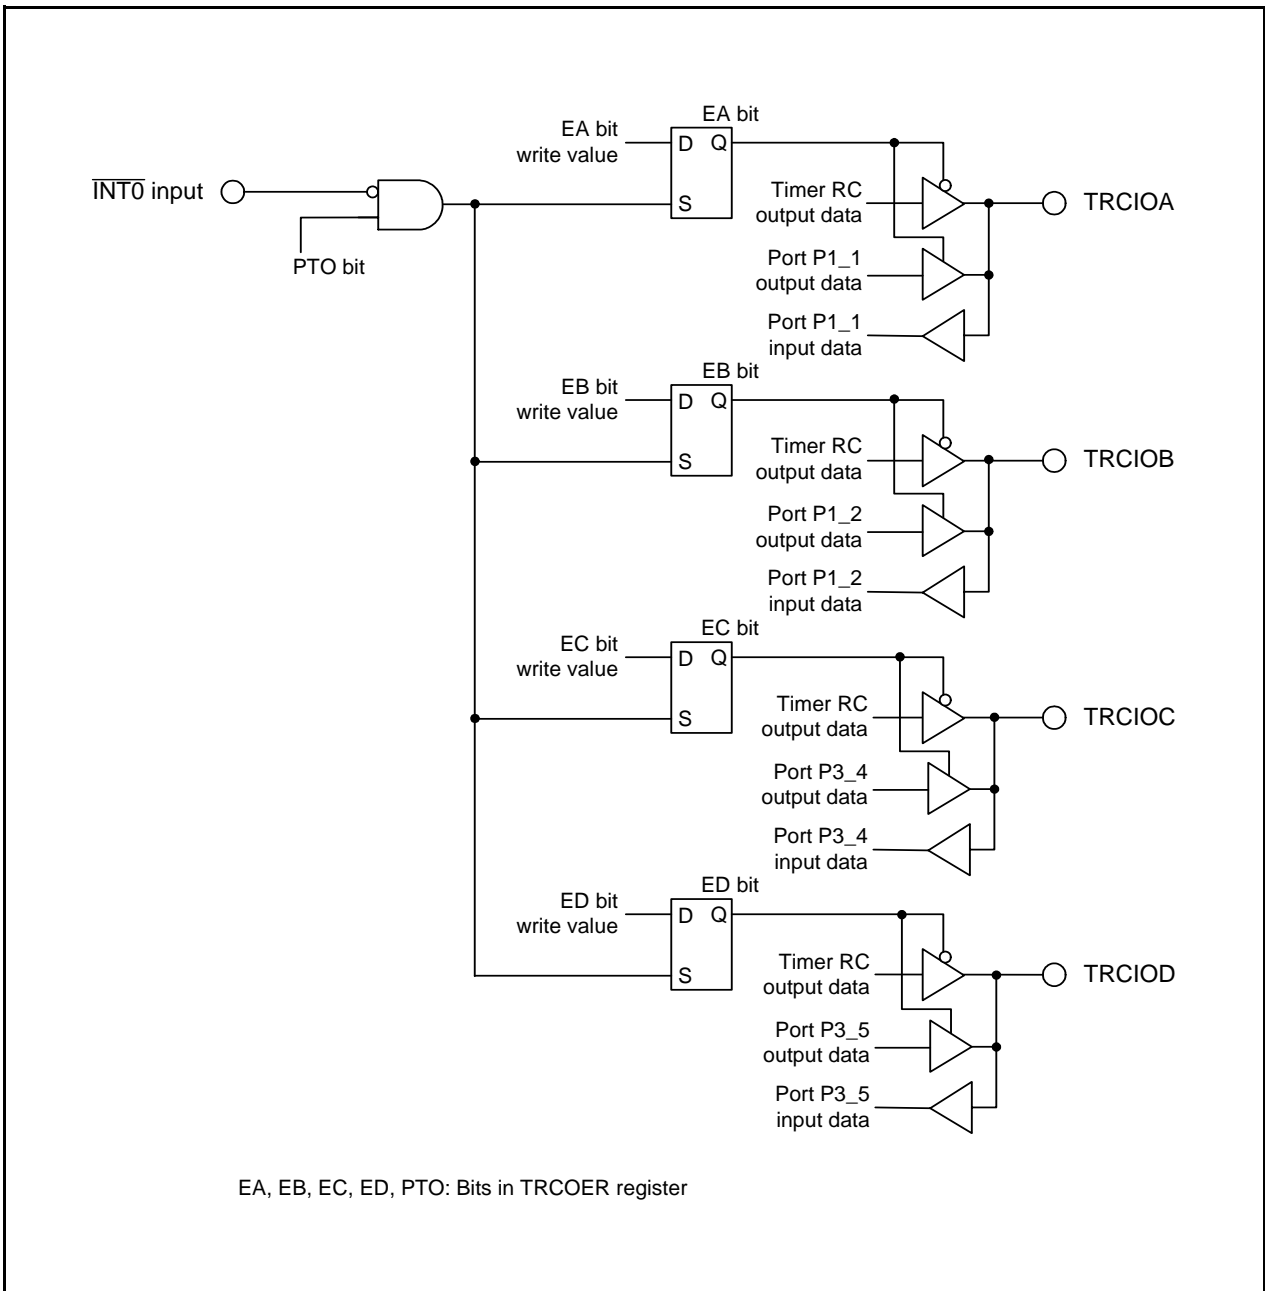 INT0 input
PTO bit
EA bit
write value
EA bit
D Q
S
Timer RC
output data
TRCIOA
Port P1_1
output data
Port P1_1
input data
EB bit
write value
EB bit
D Q
S
Timer RC
output data
TRCIOB
Port P1_2
output data
Port P1_2
input data
EC bit
write value
EC bit
D Q
S
Timer RC
output data
TRCIOC
Port P3_4
output data
Port P3_4
input data
ED bit
write value
ED bit
D Q
S
Timer RC
output data
TRCIOD
Port P3_5
output data
Port P3_5
input data
EA, EB, EC, ED, PTO: Bits in TRCOER register